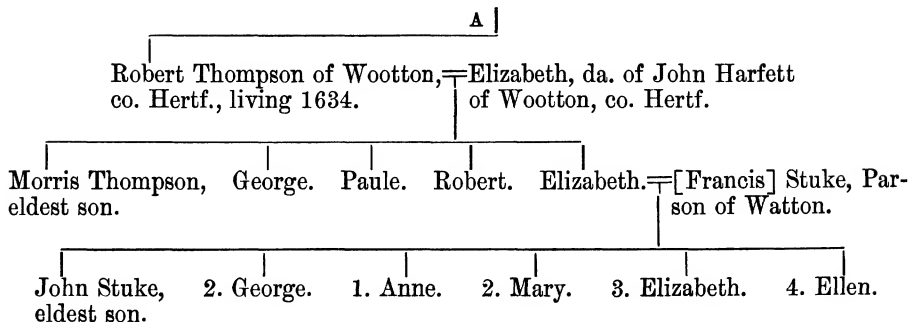 A
Robert Thompson of Wootton,=Elizabeth, da. of John Harfett
co. Hertf., living 1634. of Wootton, co. Hertf.
Morris Thompson, George. Paule. Robert. Elizabeth.=[Francis] Stuke, Par-
eldest son. son of Watton.
John Stuke, 2. George. 1. Anne. 2. Mary. 3. Elizabeth. 4. Ellen.
eldest son.